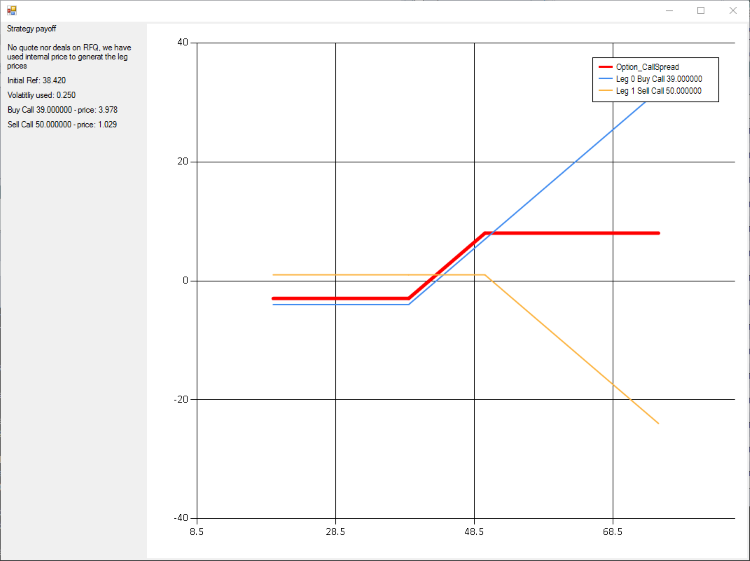 Strategy payoff
No quote nor deals on RFQ, we have
used internal price to generat the leg
prices
Initial Ref: 38.420
Volatitliy used: 0.250
Buy Call 39.000000 - price: 3.978
Sell Call 50.000000 - price: 1.029
40
20
0
-20
-40
8.5
28.5
48.5
68.5
Option_CallSpread
Leg 0 Buy Call 39.000000
Leg 1 Sell Call 50.000000